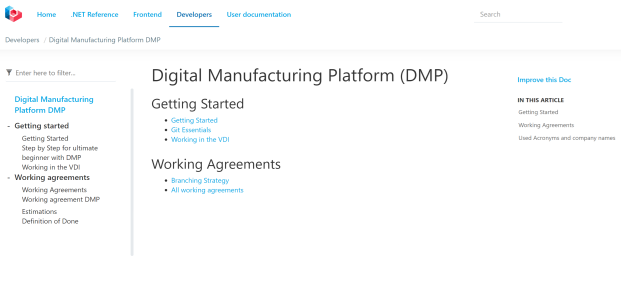 Home .NET Reference Frontend Developers User documentation Search
Developers / Digital Manufacturing Platform DMP
Enter here to filter...
Digital Manufacturing
Platform DMP
- Getting started
Getting Started
Step by Step for ultimate
beginner with DMP
Working in the VDI
- Working agreements
Working Agreements
Working agreement DMP
Estimations
Definition of Done
Digital Manufacturing Platform (DMP)
Getting Started
• Getting Started
• Git Essentials
• Working in the VDI
Working Agreements
• Branching Strategy
• All working agreements
Improve this Doc
IN THIS ARTICLE
Getting Started
Working Agreements
Used Acronyms and company names